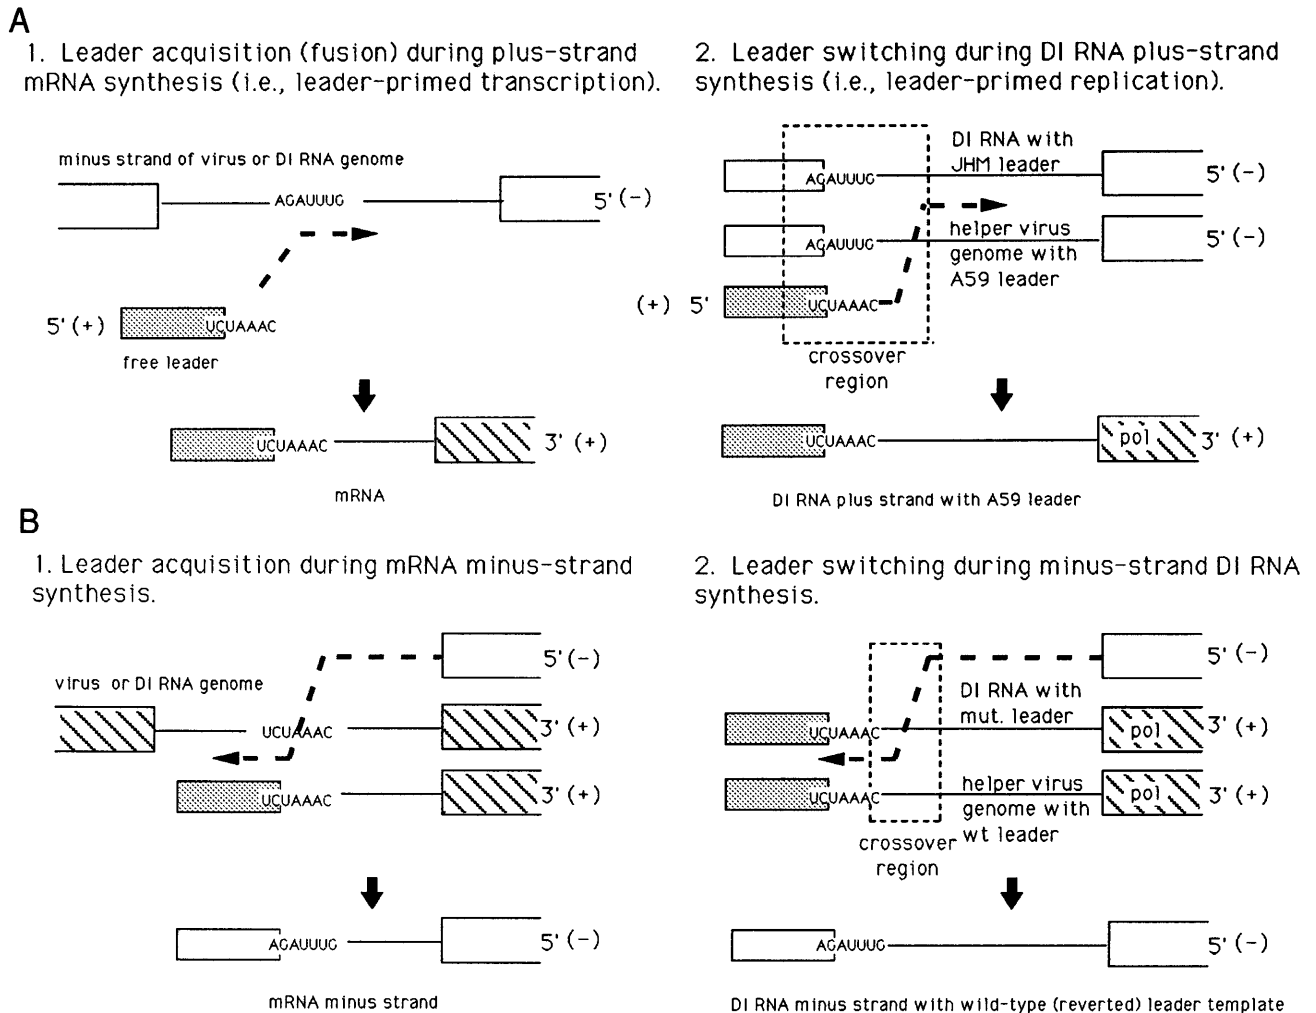 A
1. Leader acquisition (fusion) during plus-strand
mRNA synthesis (i.e., leader-primed transcription).
minus strand of virus or DI RNA genome
AGAUUUG
5' (-)
5' (+)
UCUAAAC
free leader
UCUAAAC
3' (+)
mRNA
2. Leader switching during DI RNA plus-strand
synthesis (i.e., leader-primed replication).
DI RNA with
JHM leader
AGAUUUG
5' (-)
helper virus
genome with
A59 leader
AGAUUUG
5' (-)
(+) 5'
UCUAAAC
crossover
region
UCUAAAC
pol
3' (+)
DI RNA plus strand with A59 leader
B
1. Leader acquisition during mRNA minus-strand
synthesis.
5' (-)
virus or DI RNA genome
UCUAAAC
3' (+)
UCUAAAC
3' (+)
AGAUUUG
5' (-)
mRNA minus strand
2. Leader switching during minus-strand DI RNA
synthesis.
5' (-)
DI RNA with
mut. leader
UCUAAAC
pol
3' (+)
helper virus
genome with
wt leader
UCUAAAC
pol
3' (+)
crossover
region
AGAUUUG
5' (-)
DI RNA minus strand with wild-type (reverted) leader template